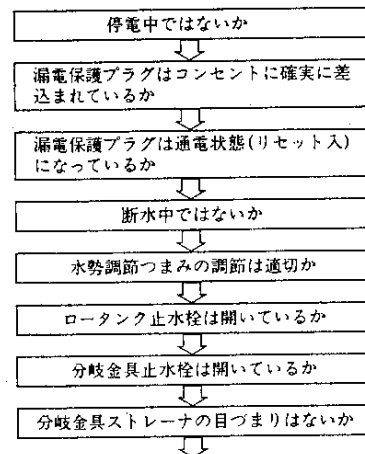 停電中ではないか
漏電保護プラグはコンセントに確実に差
込まれているか
漏電保護プラグは通電状態(リセット入)
になっているか
断水中ではないか
水勢調節つまみの調節は適切か
ロータンク止水栓は開いているか
分岐金具止水栓は開いているか
分岐金具ストレーナの目づまりはないか